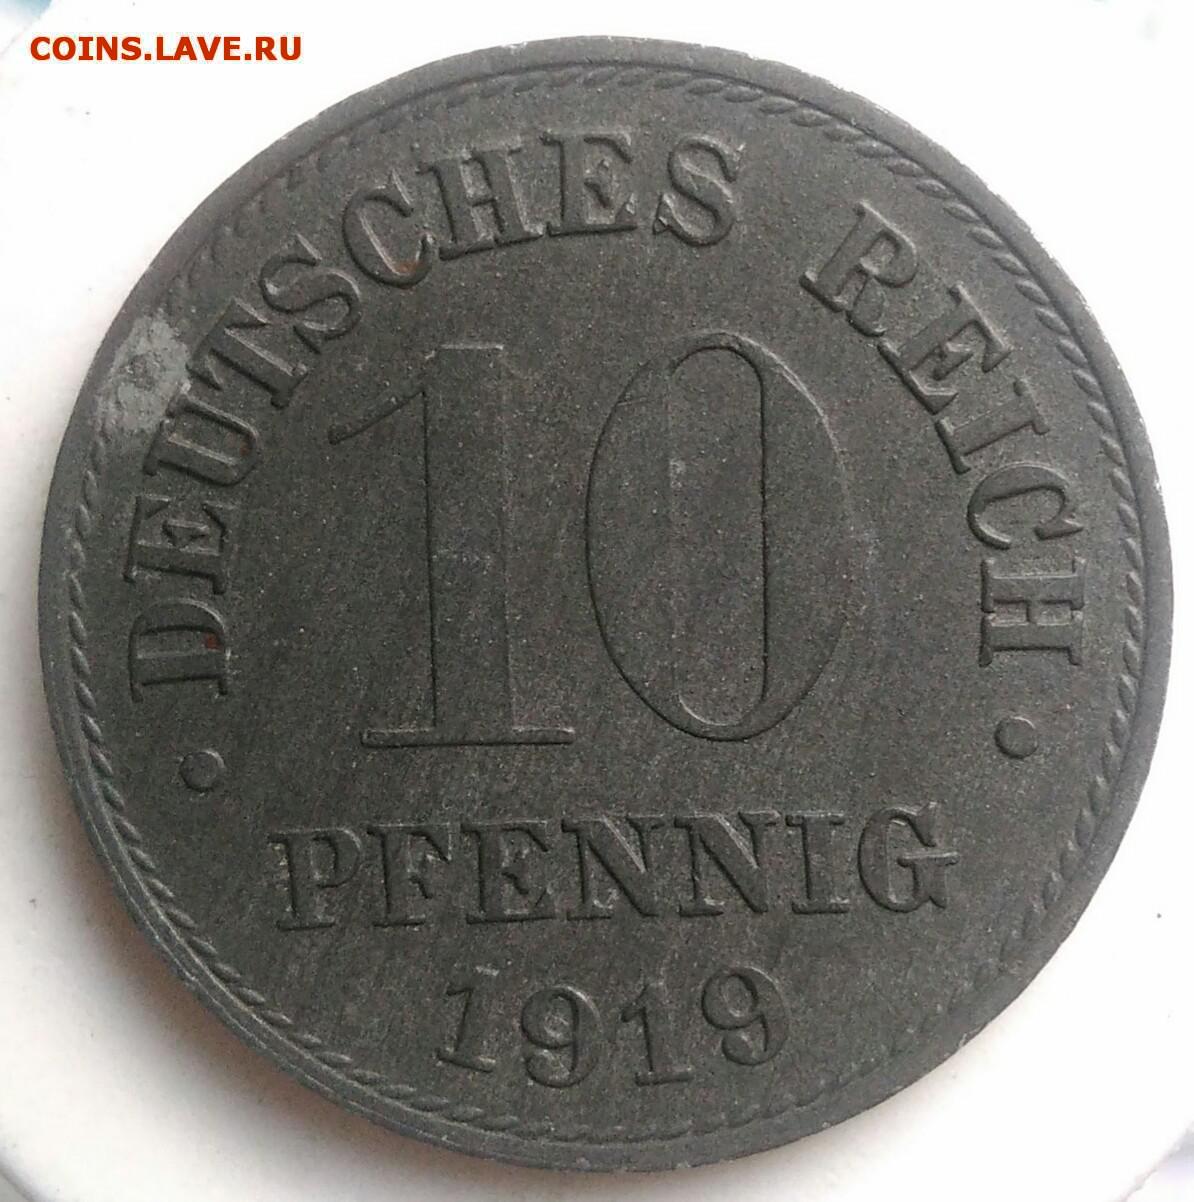 COINS.LAVE.RU
· DEUTSCHES REICH ·
10
PFENNIG
1919